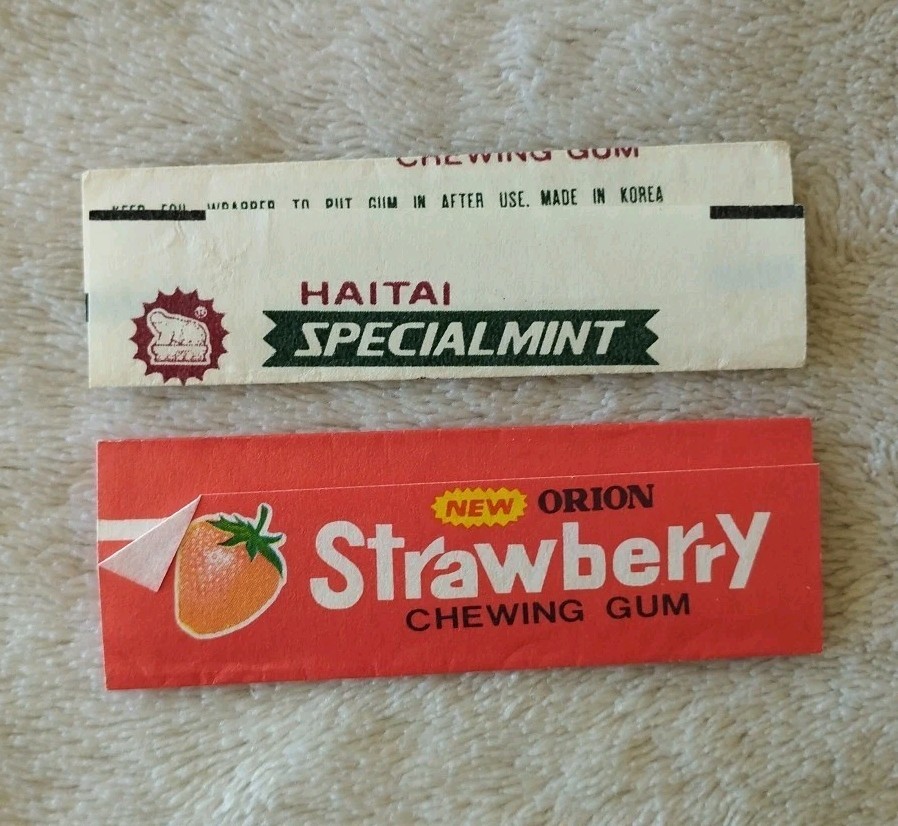 CHEWING GUM
KEEP FOIL WRAPPER TO PUT GUM IN AFTER USE. MADE IN KOREA
®
HAITAI
SPECIALMINT
NEW ORION
Strawberry
CHEWING GUM